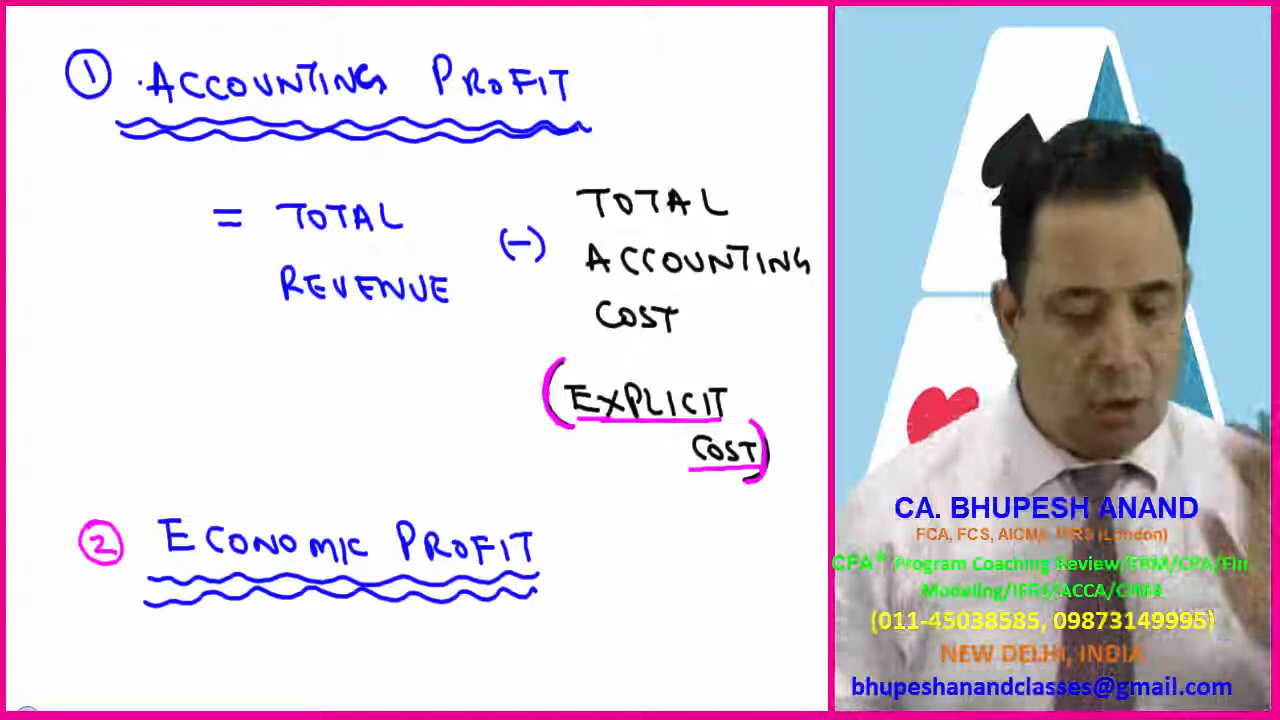 1 ACCOUNTING PROFIT
= TOTAL REVENUE (-) TOTAL ACCOUNTING COST
(EXPLICIT
COST)
2 ECONOMIC PROFIT
CA. BHUPESH ANAND
FCA, FCS, AICMA, IFRS (London)
CFA® Program Coaching Review/FRM/CPA/Fin
Modeling/IFRS/ACCA/CIMA
(011-45038585, 09873149995)
NEW DELHI, INDIA
bhupeshanandclasses@gmail.com